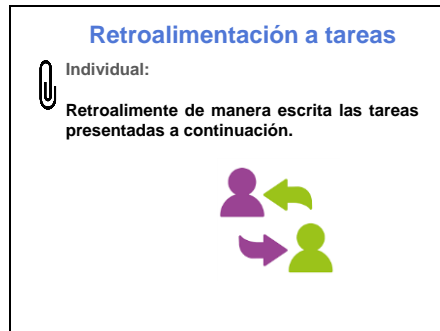 Retroalimentación a tareas
Individual:
Retroalimente de manera escrita las tareas
presentadas a continuación.